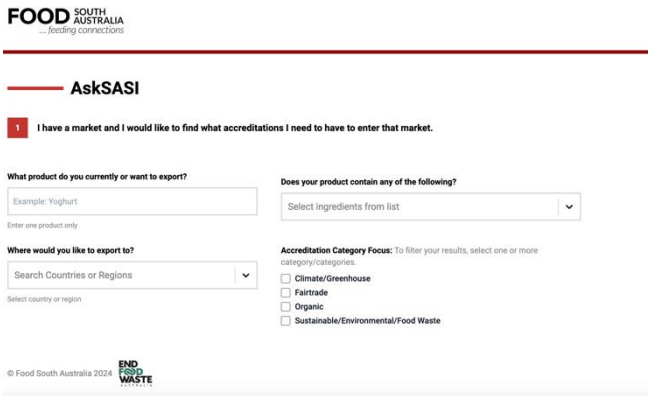 FOOD SOUTH AUSTRALIA
... feeding connections
AskSASI
1 I have a market and I would like to find what accreditations I need to have to enter that market.
What product do you currently or want to export?
Example: Yoghurt
Enter one product only
Does your product contain any of the following?
Select ingredients from list
Where would you like to export to?
Search Countries or Regions
Select country or region
Accreditation Category Focus: To filter your results, select one or more
category/categories.
Climate/Greenhouse
Fairtrade
Organic
Sustainable/Environmental/Food Waste
© Food South Australia 2024
END
FOOD
WASTE
AUSTRALIA